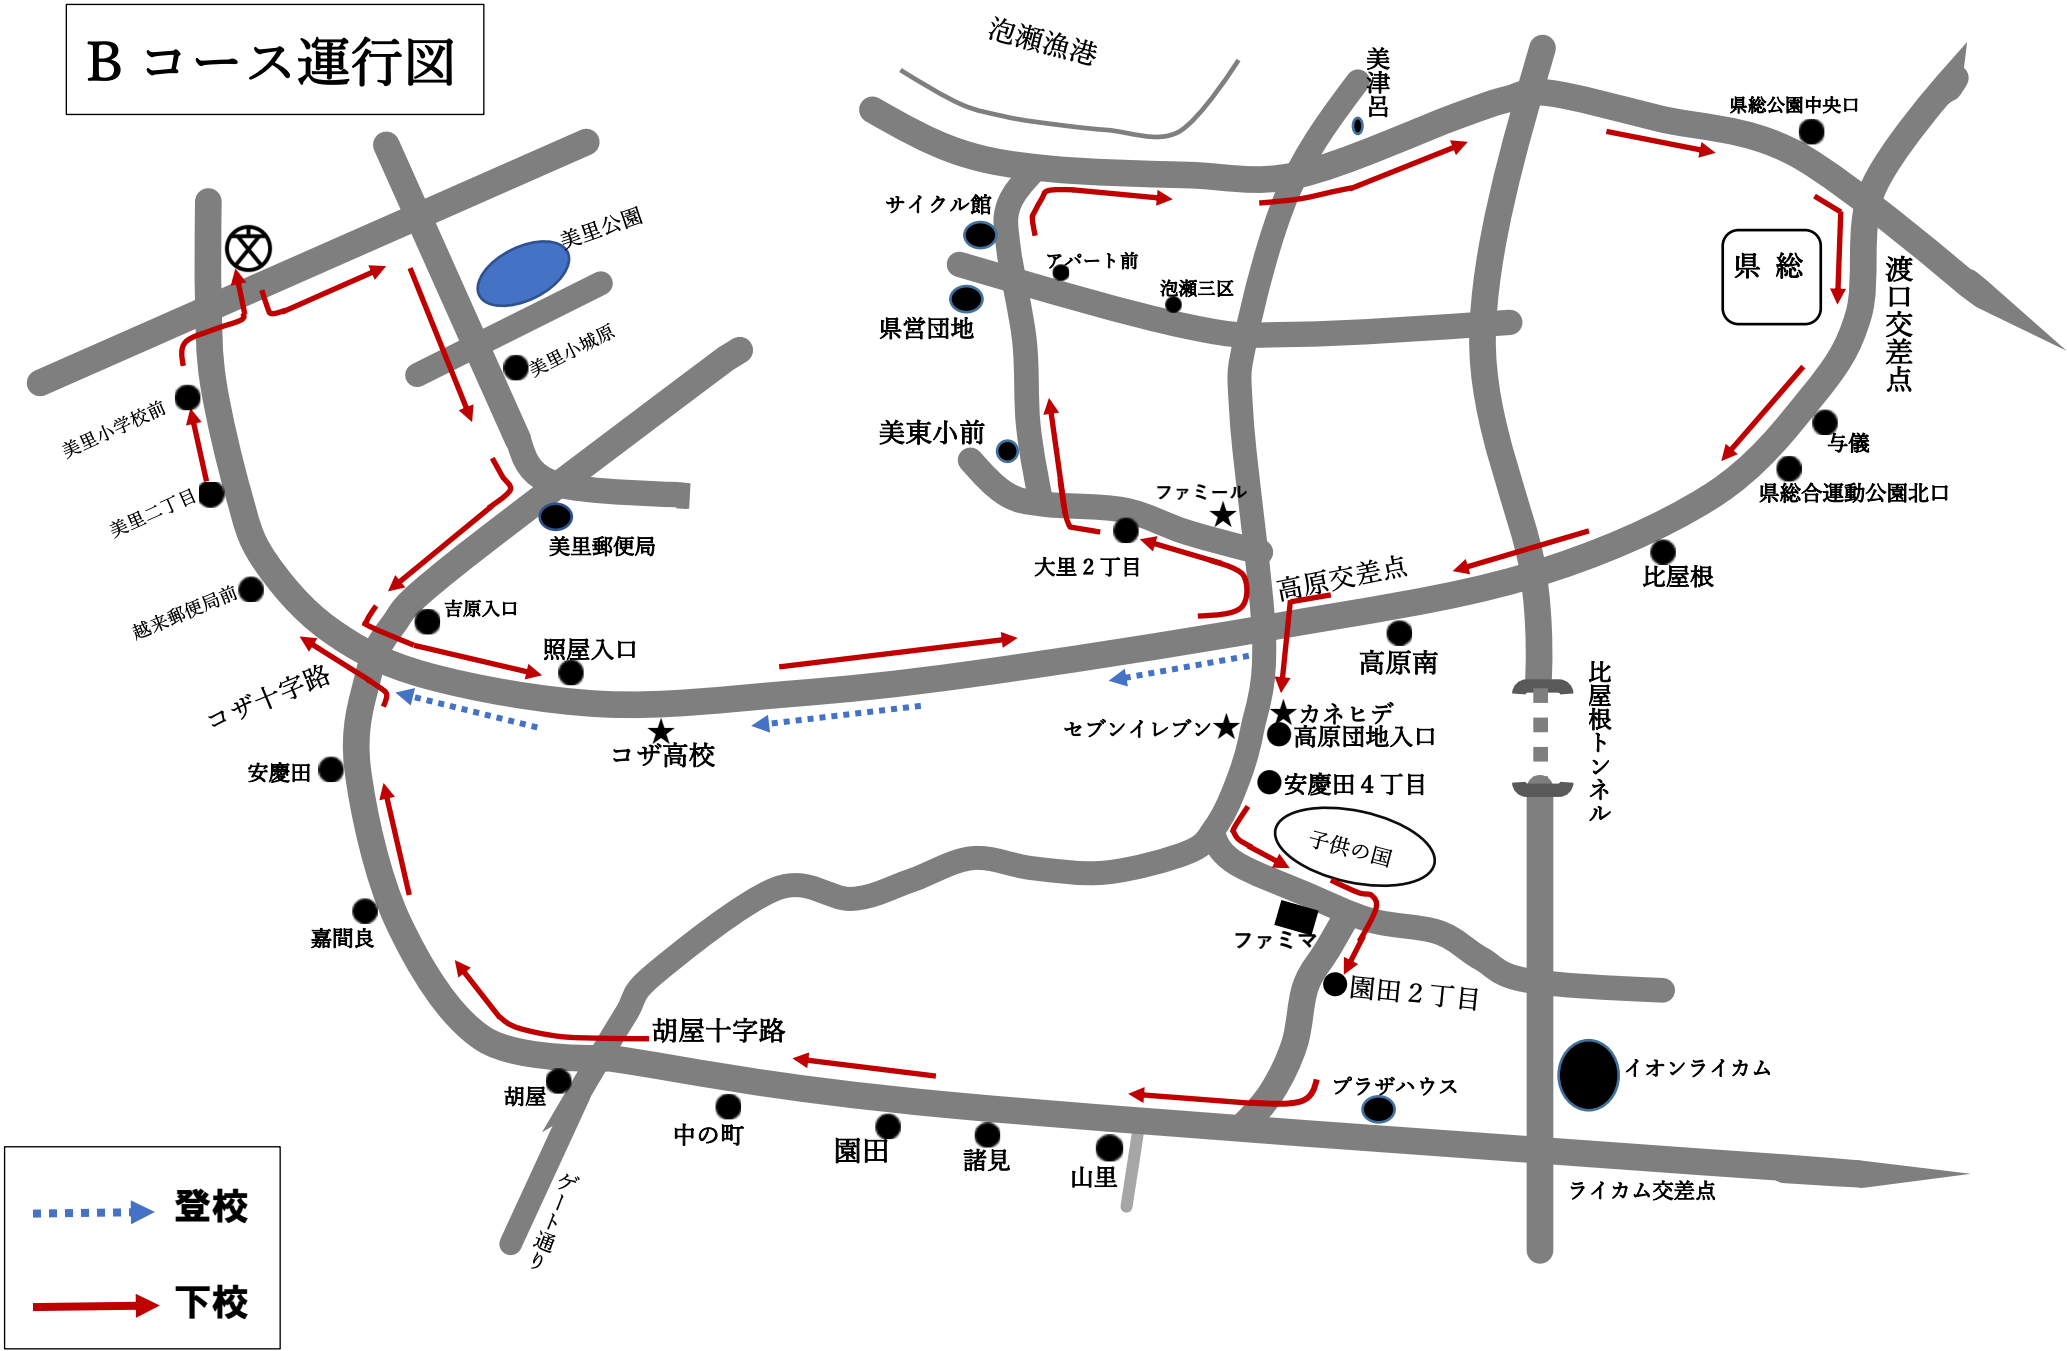 B コース運行図
泡瀬漁港
美津呂
県総公園中央口
サイクル館
アパート前
泡瀬三区
県営団地
県総
渡口交差点
美里公園
美里小城原
美里小学校前
美里二丁目
美里郵便局
越来郵便局前
吉原入口
照屋入口
コザ十字路
コザ高校
美東小前
ファミール
大里2丁目
高原交差点
与儀
県総合運動公園北口
比屋根
高原南
比屋根トンネル
セブンイレブン
カネヒデ
高原団地入口
安慶田4丁目
子供の国
ファミマ
園田2丁目
安慶田
嘉間良
胡屋十字路
胡屋
中の町
園田
諸見
山里
プラザハウス
イオンライカム
ライカム交差点
ゲート通り
登校
下校